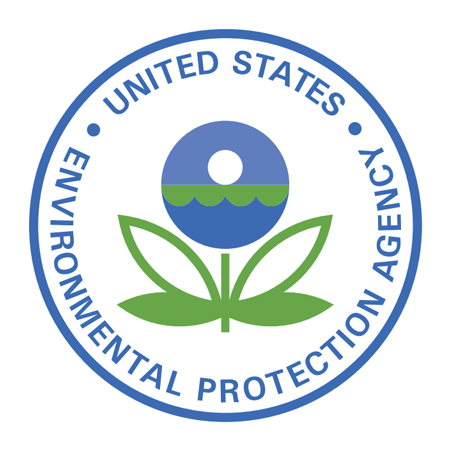 UNITED STATES
ENVIRONMENTAL PROTECTION AGENCY